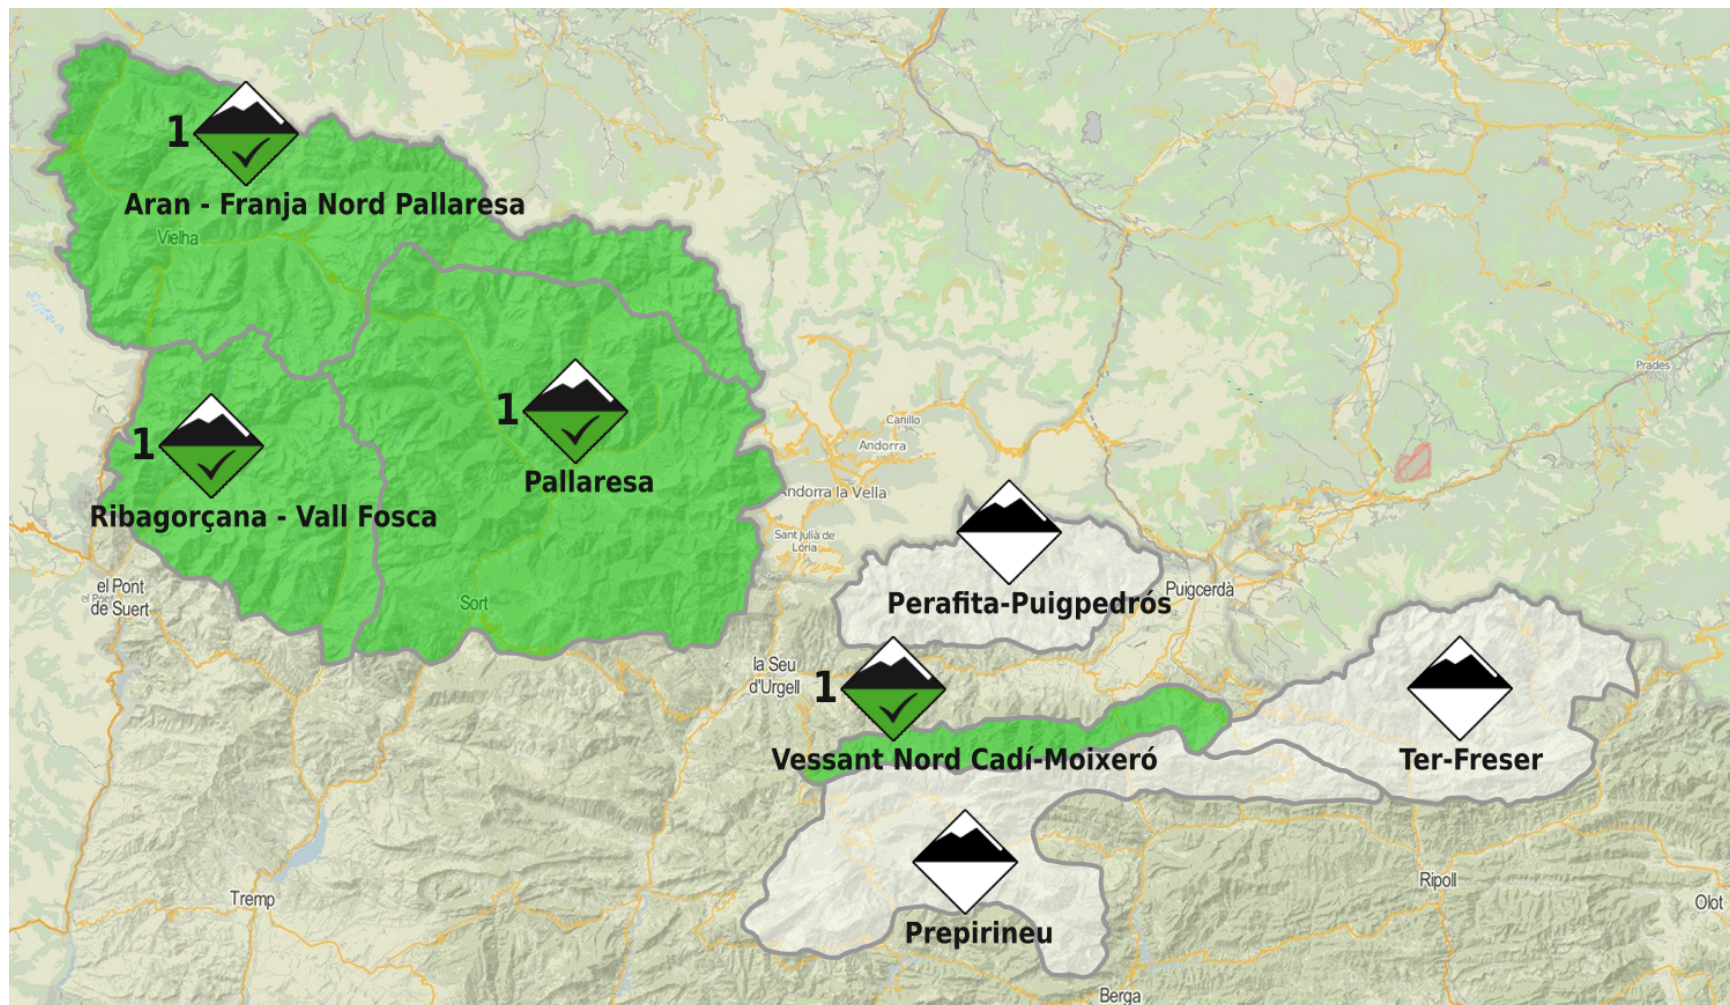 1
Aran - Franja Nord Pallaresa
Vielha
1
Pallaresa
1
Ribagorçana - Vall Fosca
Prades
Canillo
Andorra
Andorra la Vella
Sant Julià de
Lòria
el Pont
de Suert
Sort
Perafita-Puigpedrós
Puigcerdà
la Seu
d'Urgell
1
Vessant Nord Cadí-Moixeró
Ter-Freser
Prepirineu
Tremp
Ripoll
Olot
Berga